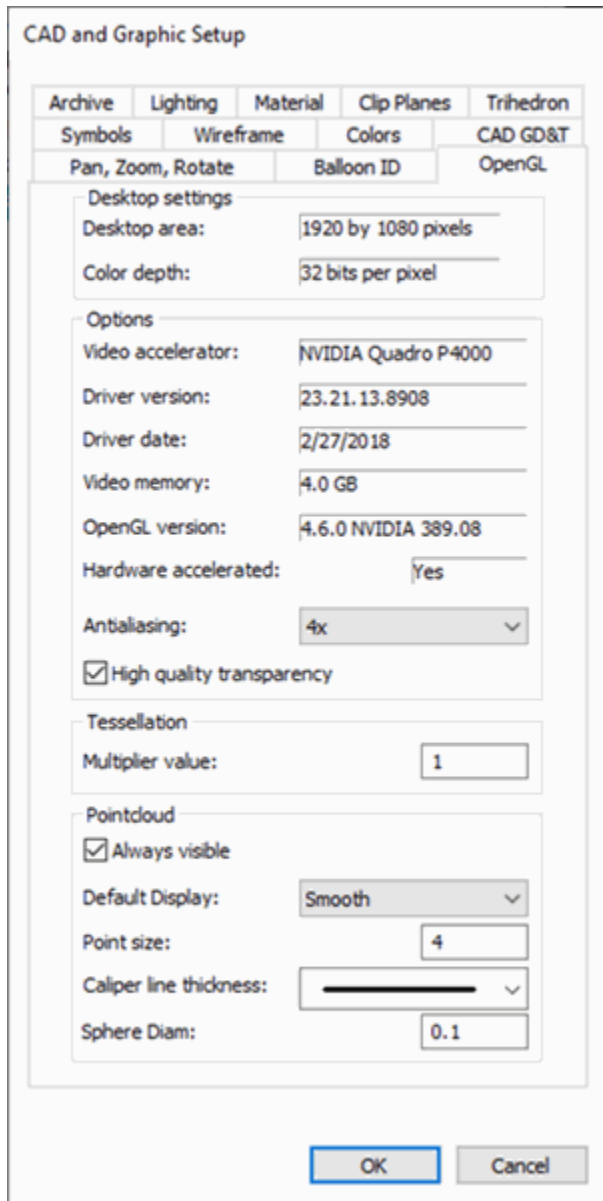 CAD and Graphic Setup
Archive Lighting Material Clip Planes Trihedron
Symbols Wireframe Colors CAD GD&T
Pan, Zoom, Rotate Balloon ID OpenGL
Desktop settings
Desktop area: 1920 by 1080 pixels
Color depth: 32 bits per pixel
Options
Video accelerator: NVIDIA Quadro P4000
Driver version: 23.21.13.8908
Driver date: 2/27/2018
Video memory: 4.0 GB
OpenGL version: 4.6.0 NVIDIA 389.08
Hardware accelerated: Yes
Antialiasing: 4x
High quality transparency
Tessellation
Multiplier value: 1
Pointcloud
Always visible
Default Display: Smooth
Point size: 4
Caliper line thickness:
Sphere Diam: 0.1
OK Cancel